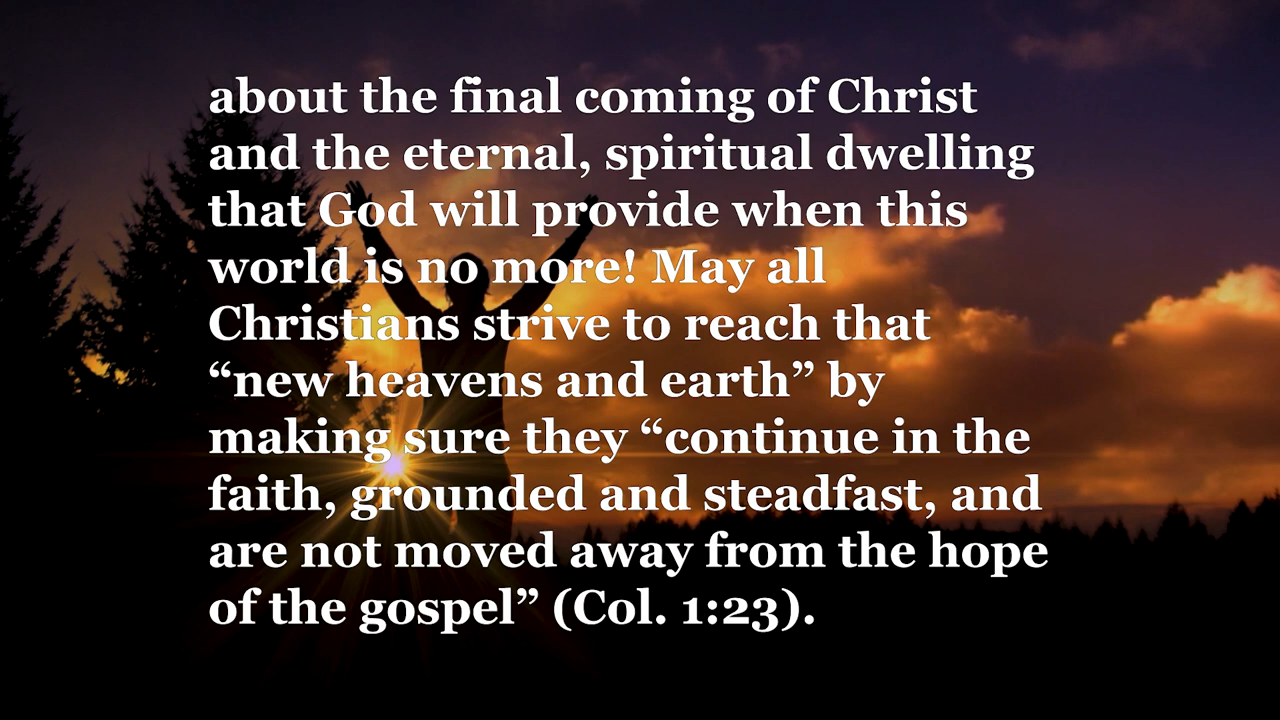 about the final coming of Christ
and the eternal, spiritual dwelling
that God will provide when this
world is no more! May all
Christians strive to reach that
“new heavens and earth” by
making sure they “continue in the
faith, grounded and steadfast, and
are not moved away from the hope
of the gospel” (Col. 1:23).